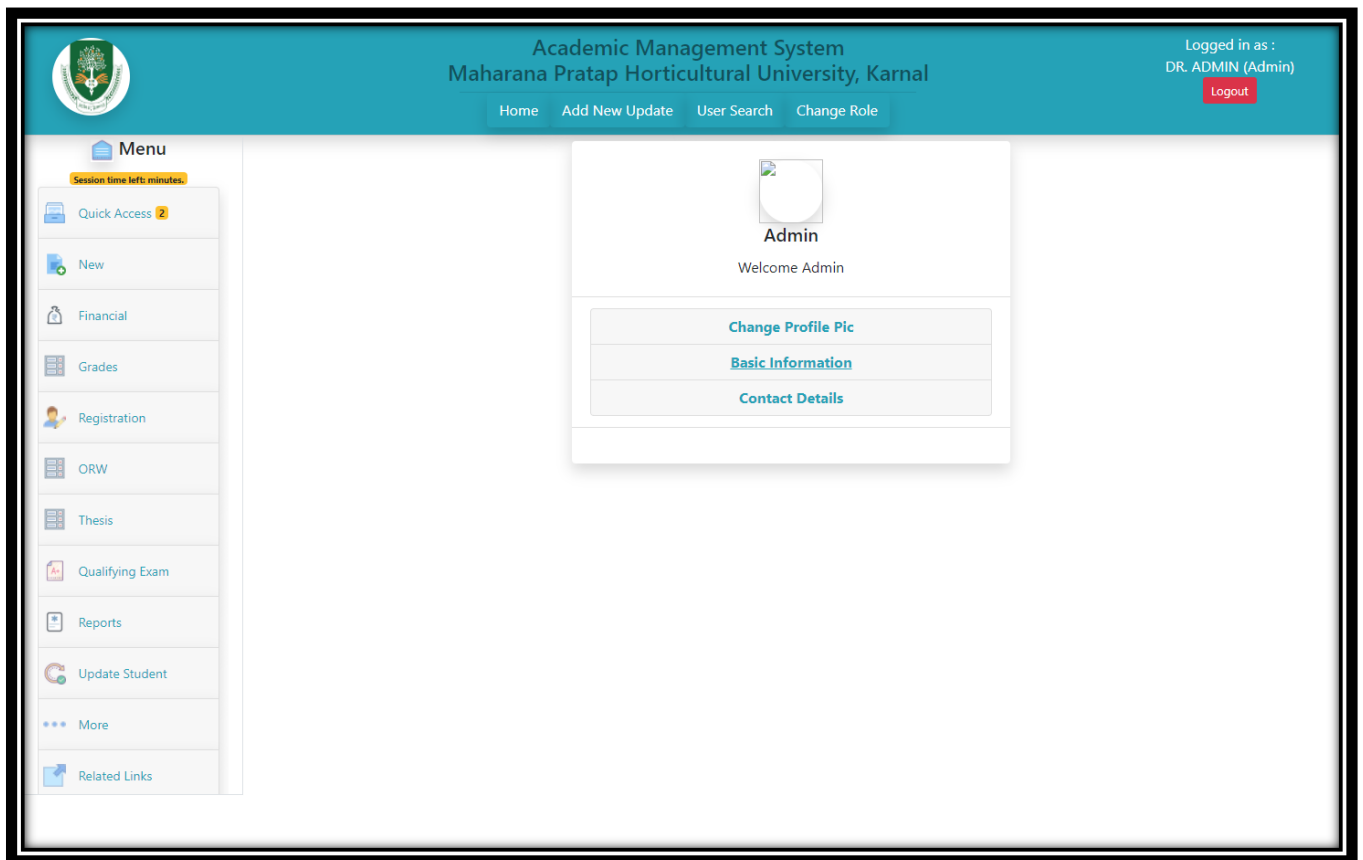 Academic Management System
Maharana Pratap Horticultural University, Karnal
Home Add New Update User Search Change Role
Logged in as :
DR. ADMIN (Admin)
Logout
Menu
Session time left: minutes.
Quick Access 2
New
Financial
Grades
Registration
ORW
Thesis
Qualifying Exam
Reports
Update Student
More
Related Links
Admin
Welcome Admin
Change Profile Pic
Basic Information
Contact Details